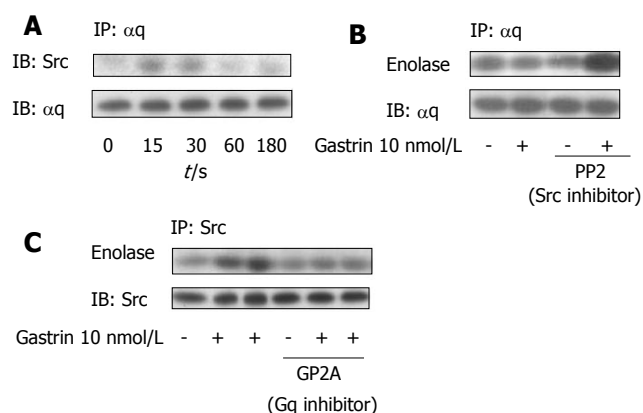 A
IP: αq
IB: Src
IB: αq
0 15 30 60 180
t/s
B
IP: αq
Enolase
IB: αq
Gastrin 10 nmol/L - + - +
PP2
(Src inhibitor)
C
IP: Src
Enolase
IB: Src
Gastrin 10 nmol/L - + + - + +
GP2A
(Gq inhibitor)